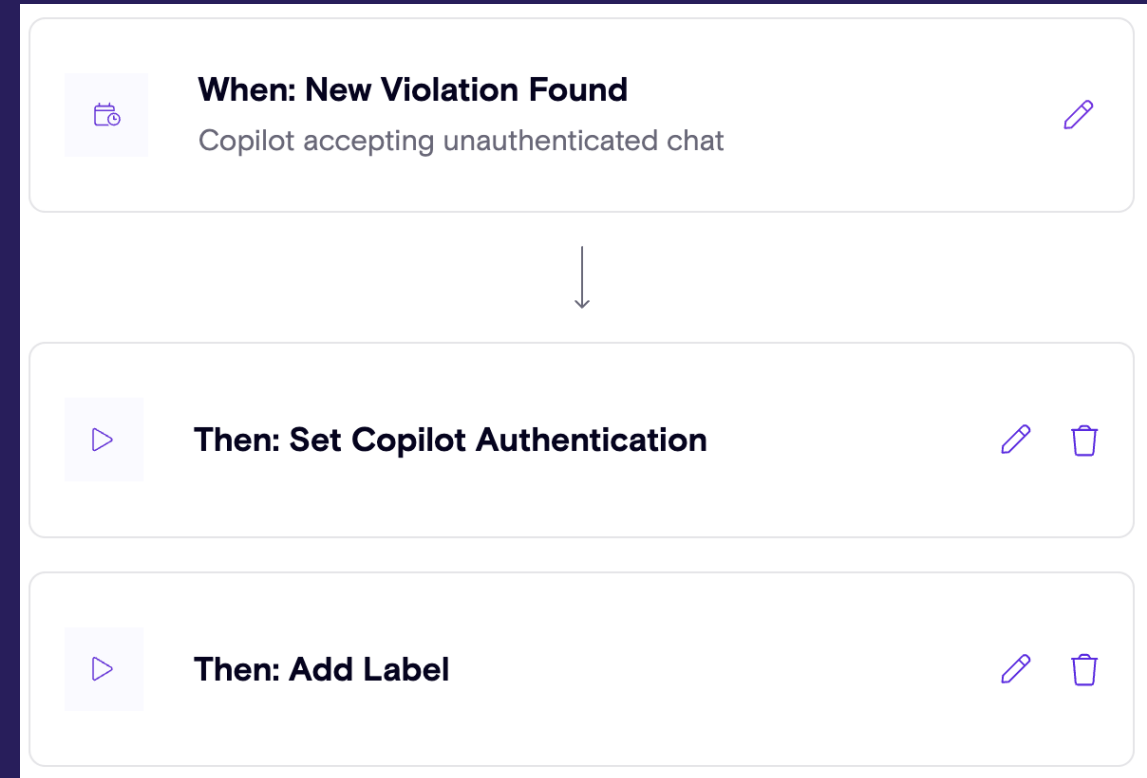 When: New Violation Found
Copilot accepting unauthenticated chat
Then: Set Copilot Authentication
Then: Add Label